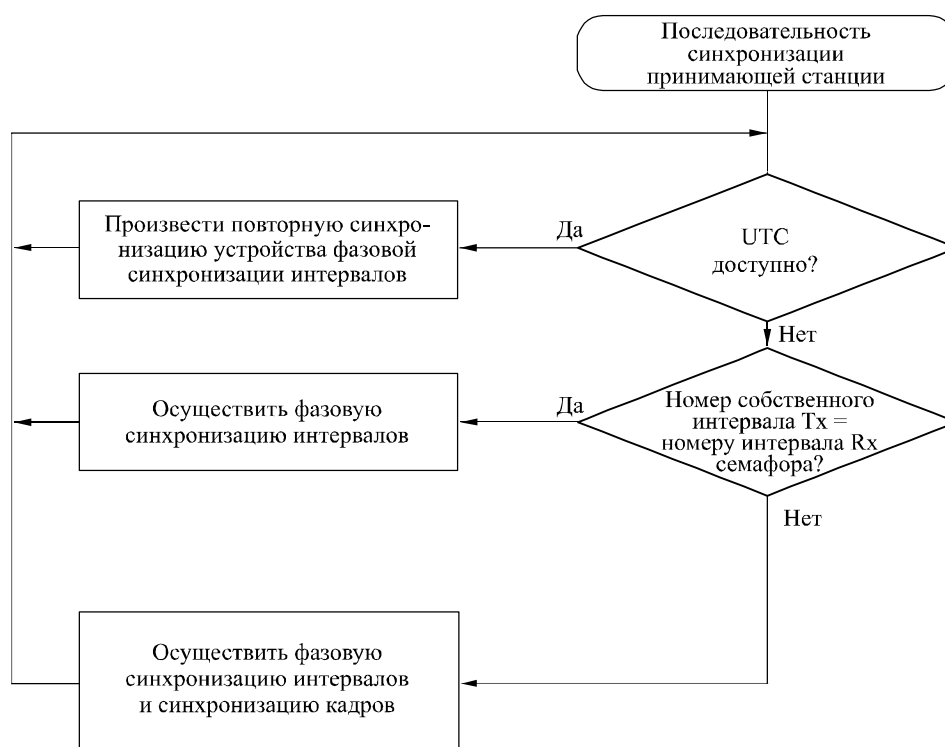 Последовательность
синхронизации
принимающей станции
Произвести повторную синхро-
низацию устройства фазовой
синхронизации интервалов
Да
UTC
доступно?
Нет
Осуществить фазовую
синхронизацию интервалов
Да
Номер собственного
интервала Tx =
номеру интервала Rx
семафора?
Нет
Осуществить фазовую
синхронизацию интервалов
и синхронизацию кадров